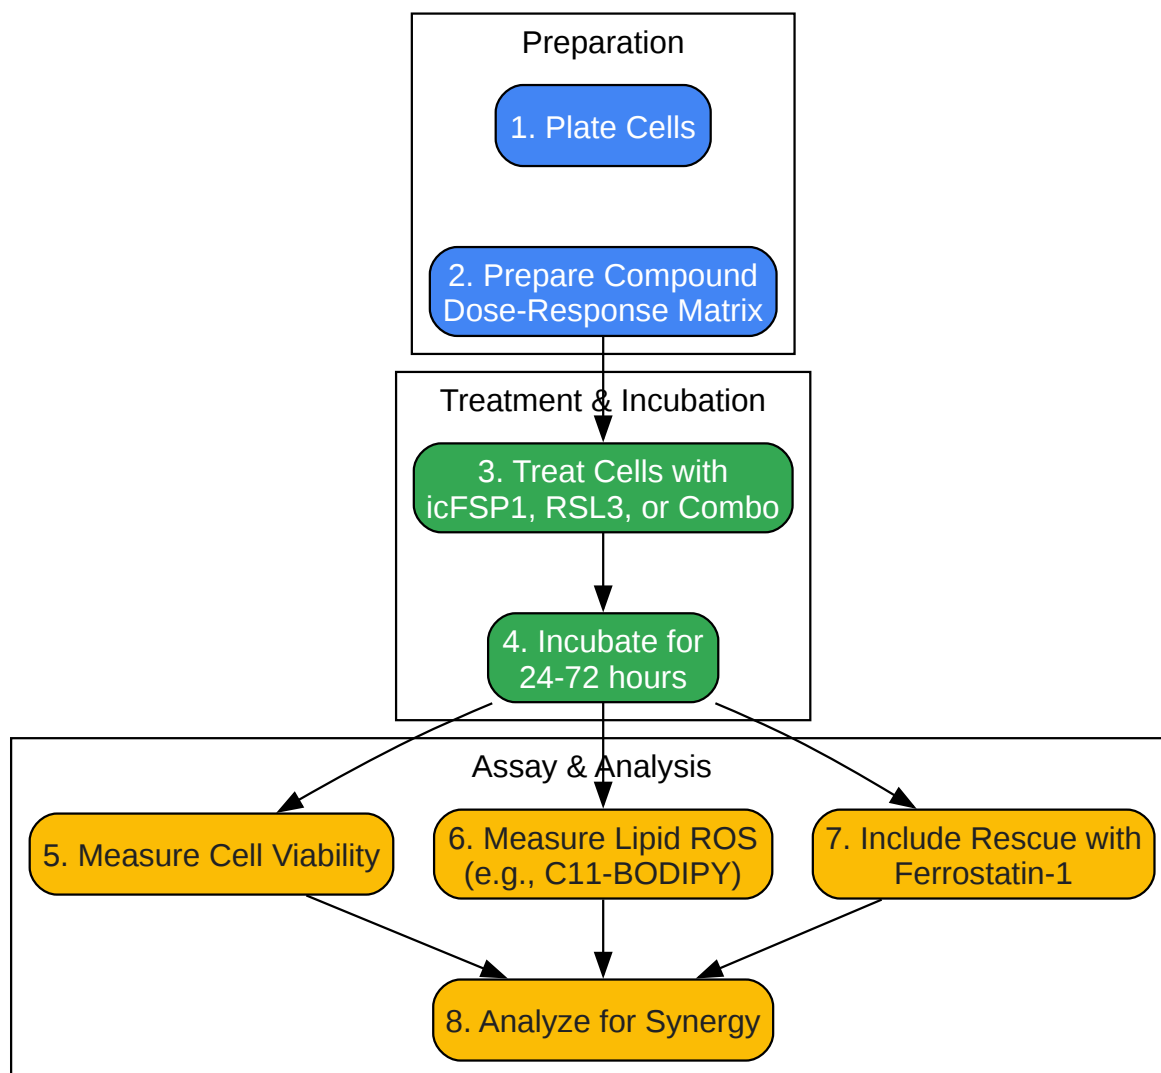 Preparation
1. Plate Cells
2. Prepare Compound
Dose-Response Matrix
Treatment & Incubation
3. Treat Cells with
icFSP1, RSL3, or Combo
4. Incubate for
24-72 hours
Assay & Analysis
5. Measure Cell Viability
6. Measure Lipid ROS
(e.g., C11-BODIPY)
7. Include Rescue with
Ferrostatin-1
8. Analyze for Synergy